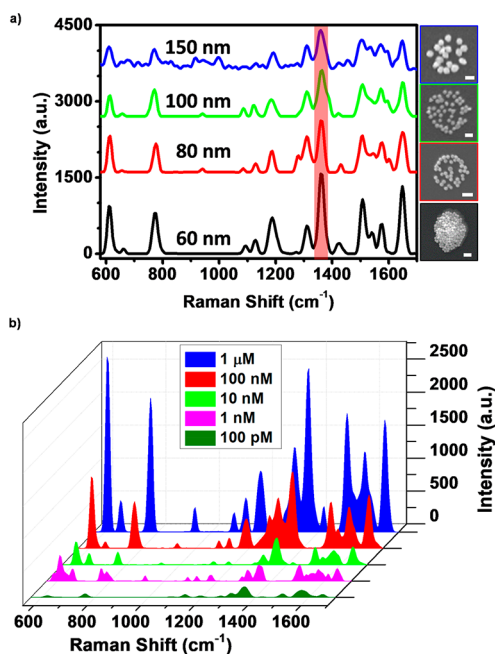 a)
4500
3000
1500
0
Intensity (a.u.)
150 nm
100 nm
80 nm
60 nm
600 800 1000 1200 1400 1600
Raman Shift (cm-1)
b)
1 μM
100 nM
10 nM
1 nM
100 pM
2500
2000
1500
1000
500
0
Intensity (a.u.)
600 800 1000 1200 1400 1600
Raman Shift (cm-1)